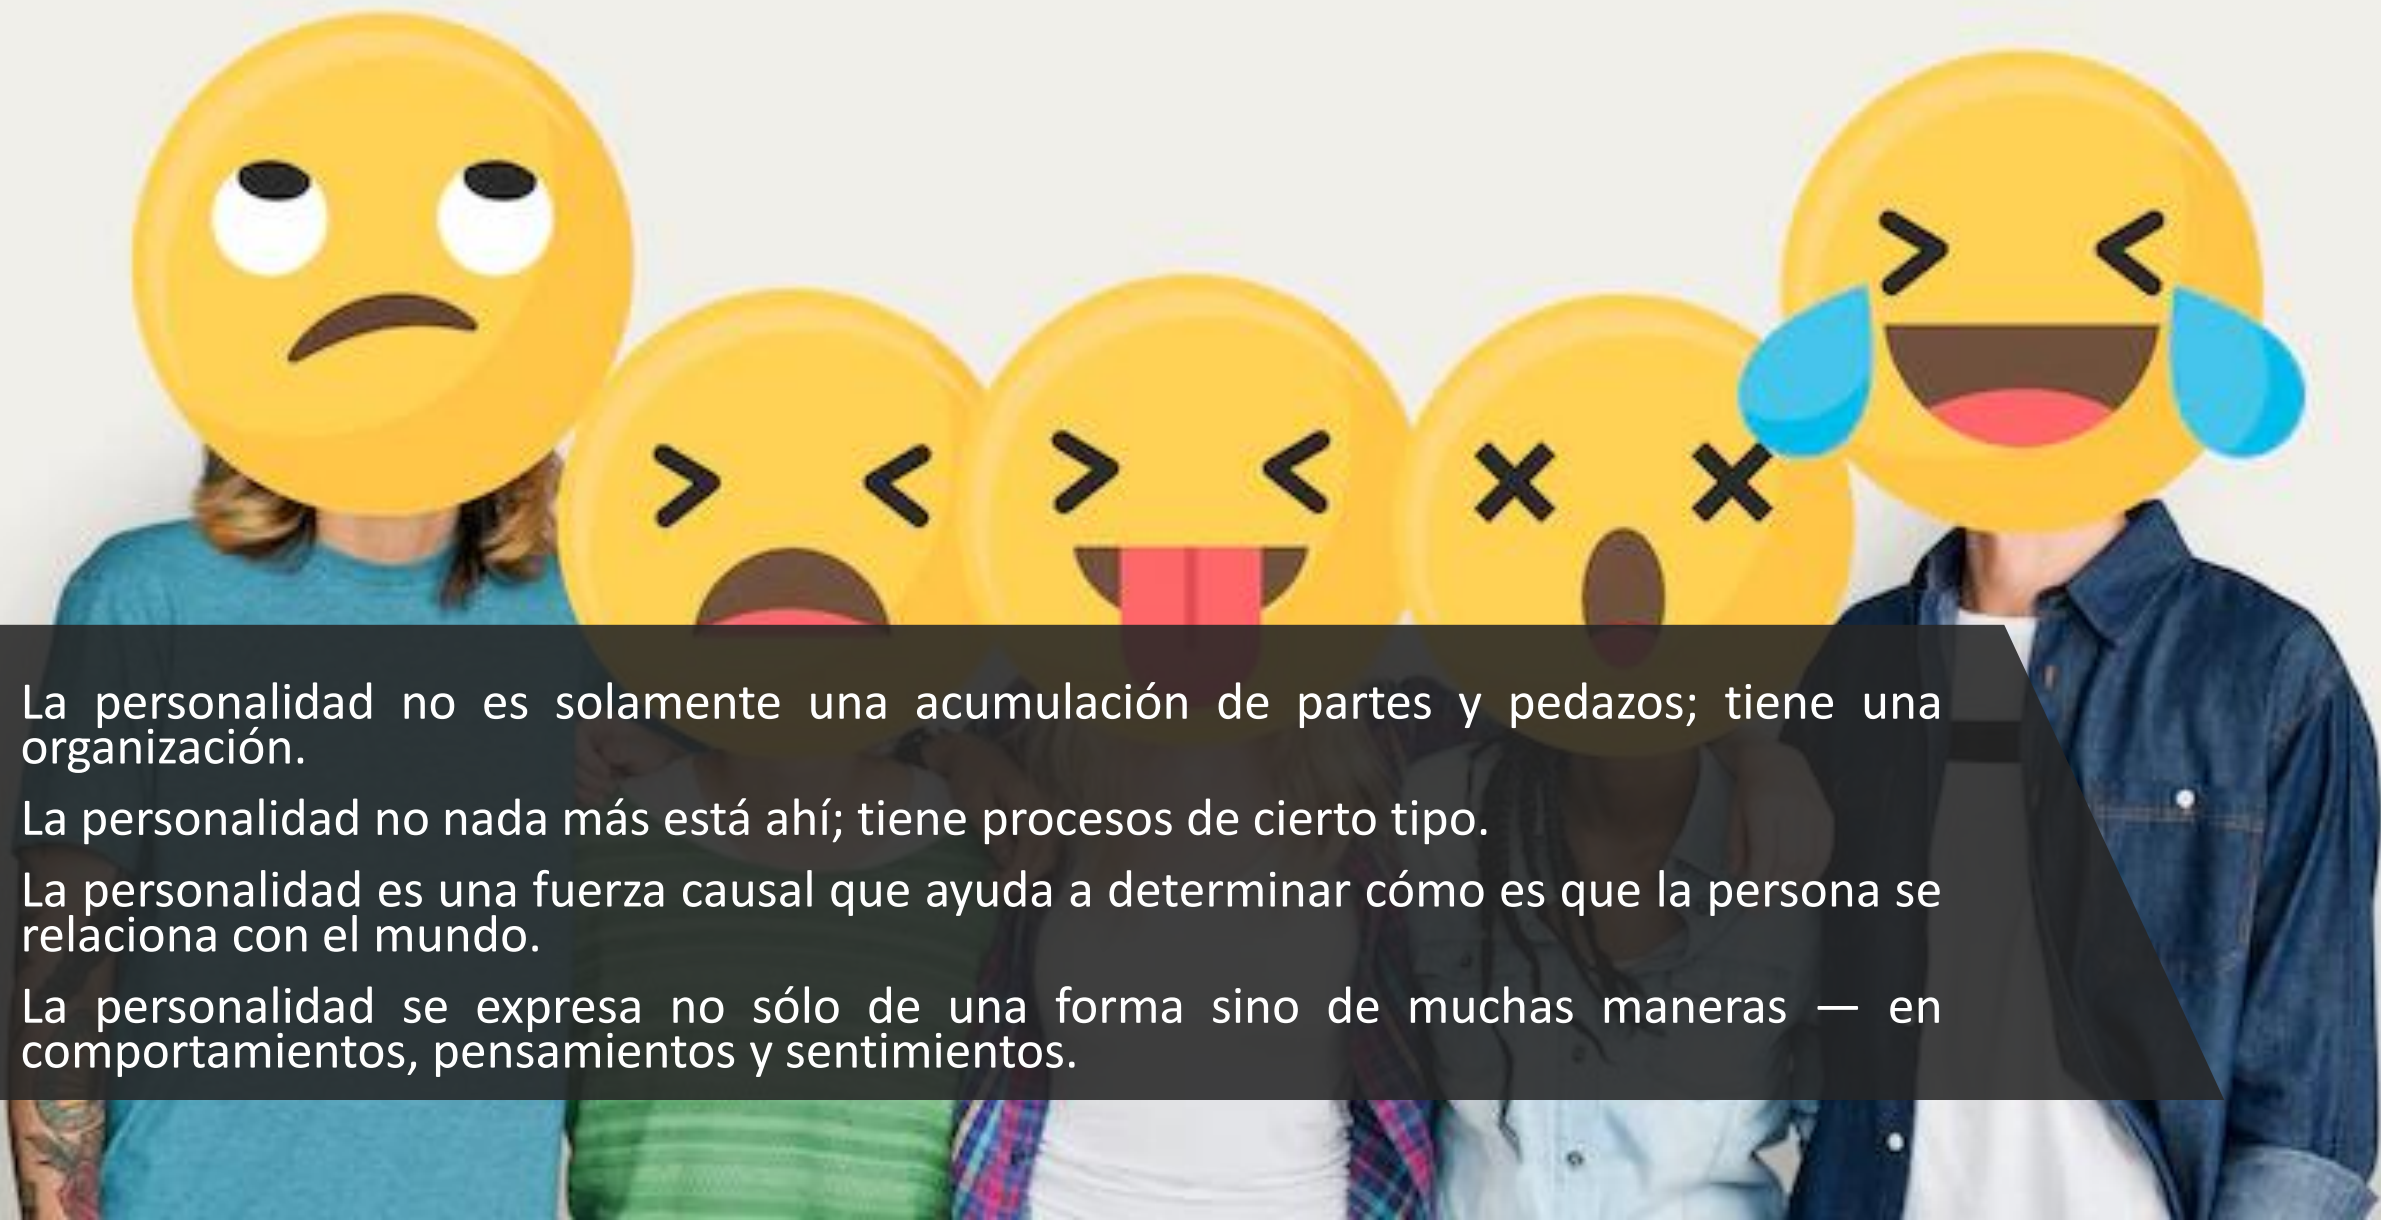 La personalidad no es solamente una acumulación de partes y pedazos; tiene una
organización.
La personalidad no nada más está ahí; tiene procesos de cierto tipo.
La personalidad es una fuerza causal que ayuda a determinar cómo es que la persona se
relaciona con el mundo.
La personalidad se expresa no sólo de una forma sino de muchas maneras — en
comportamientos, pensamientos y sentimientos.